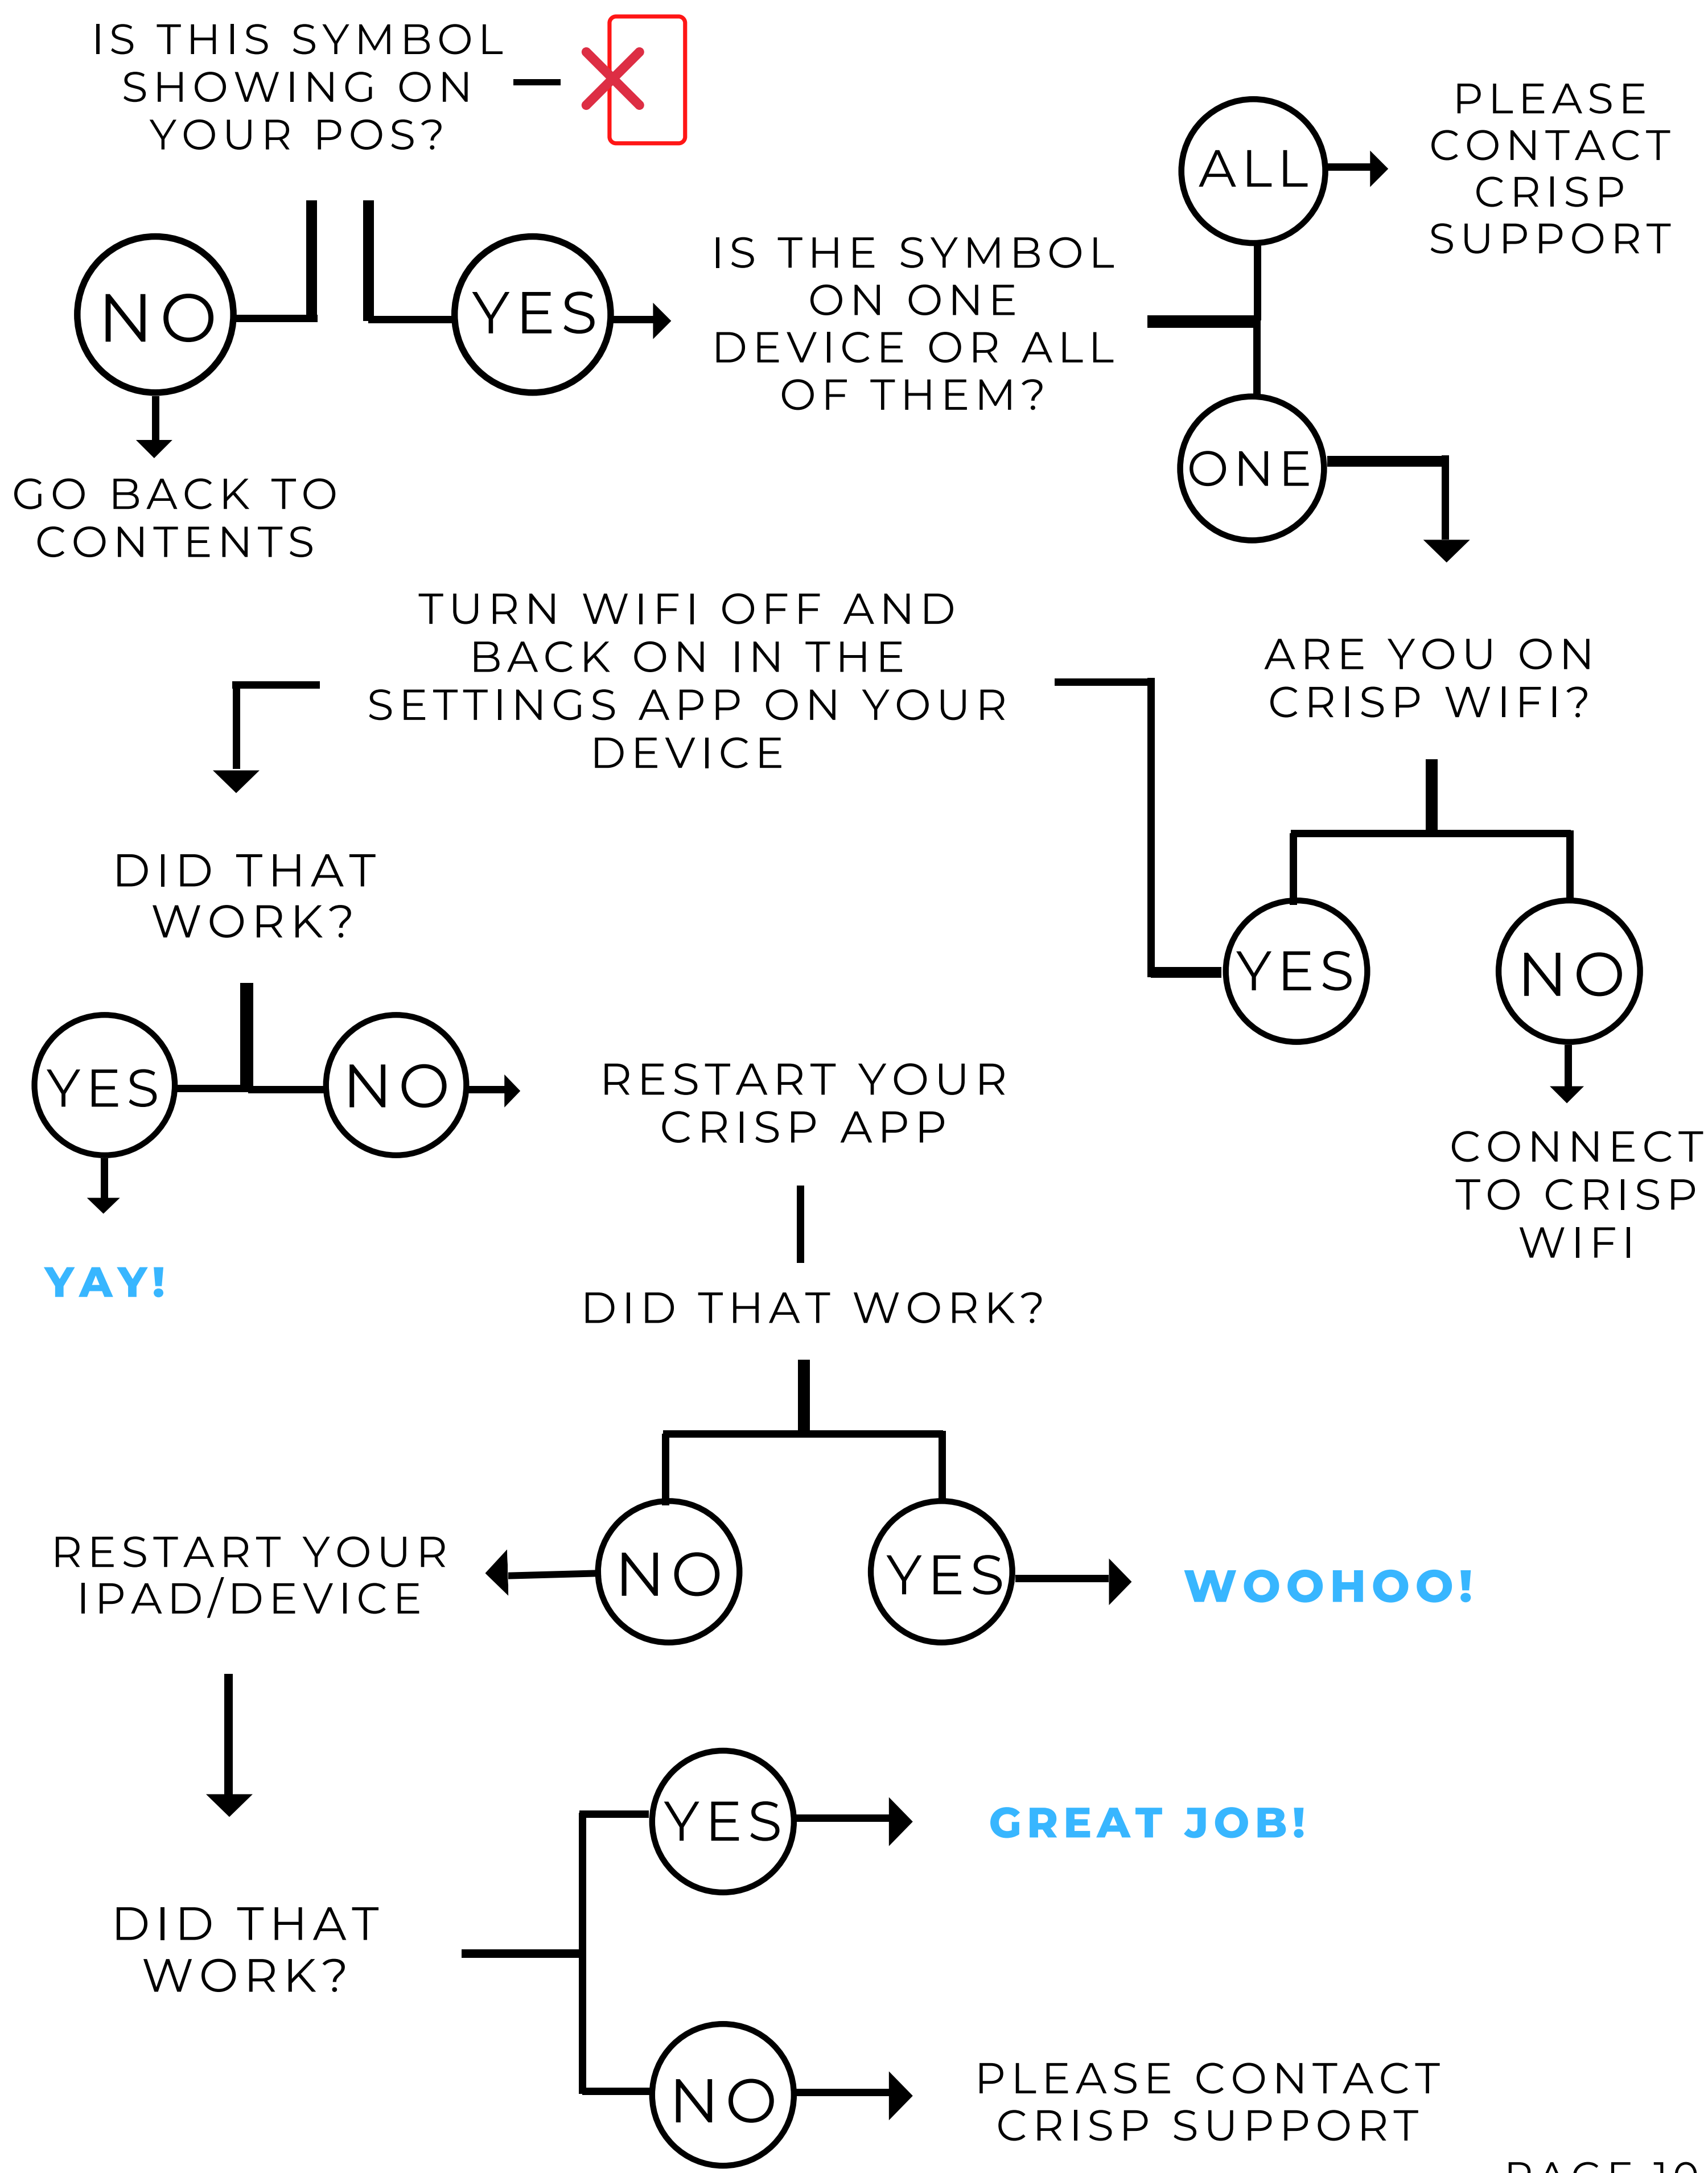 IS THIS SYMBOL
SHOWING ON
YOUR POS?
NO
YES
GO BACK TO
CONTENTS
IS THE SYMBOL
ON ONE
DEVICE OR ALL
OF THEM?
ALL
PLEASE
CONTACT
CRISP
SUPPORT
ONE
ARE YOU ON
CRISP WIFI?
YES
NO
CONNECT
TO CRISP
WIFI
TURN WIFI OFF AND
BACK ON IN THE
SETTINGS APP ON YOUR
DEVICE
DID THAT
WORK?
YES
NO
YAY!
RESTART YOUR
CRISP APP
DID THAT WORK?
NO
YES
WOOHOO!
RESTART YOUR
IPAD/DEVICE
DID THAT
WORK?
YES
GREAT JOB!
NO
PLEASE CONTACT
CRISP SUPPORT
PAGE 10